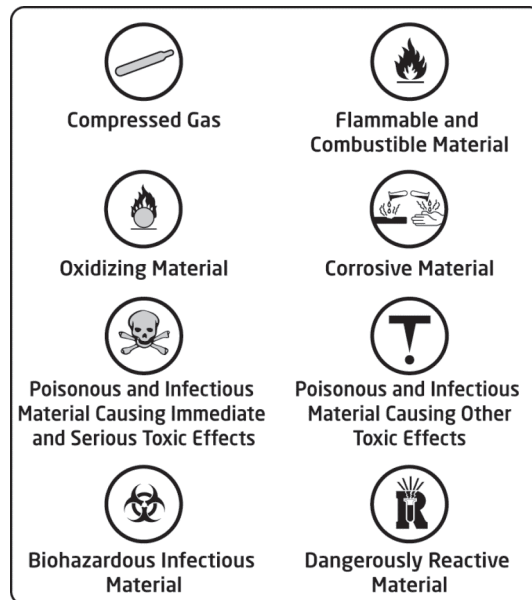 Compressed Gas
Flammable and
Combustible Material
Oxidizing Material
Corrosive Material
Poisonous and Infectious
Material Causing Immediate
and Serious Toxic Effects
Poisonous and Infectious
Material Causing Other
Toxic Effects
Biohazardous Infectious
Material
R
Dangerously Reactive
Material